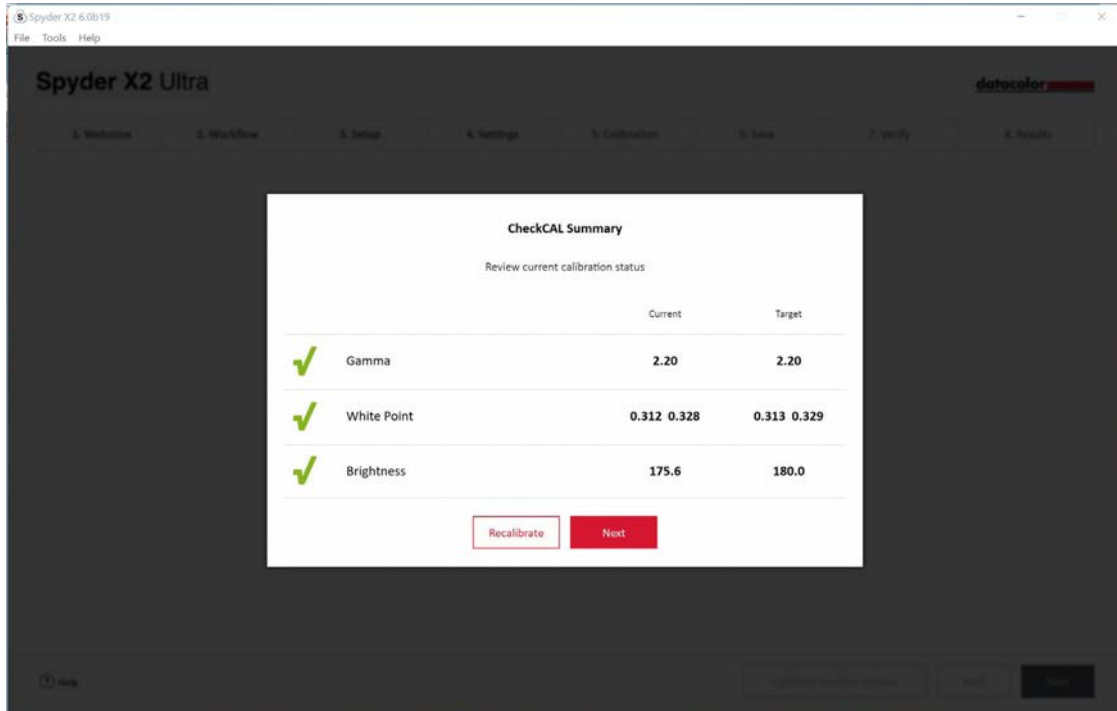 Spyder X2 6.0b19
File Tools Help
Spyder X2 Ultra
datacolor
1. Welcome 2. Workflow 3. Setup 4. Settings 5. Calibration 6. Save 7. Verify 8. Results
CheckCAL Summary
Review current calibration status
Current Target
Gamma 2.20 2.20
White Point 0.312 0.328 0.313 0.329
Brightness 175.6 180.0
Recalibrate Next
Help